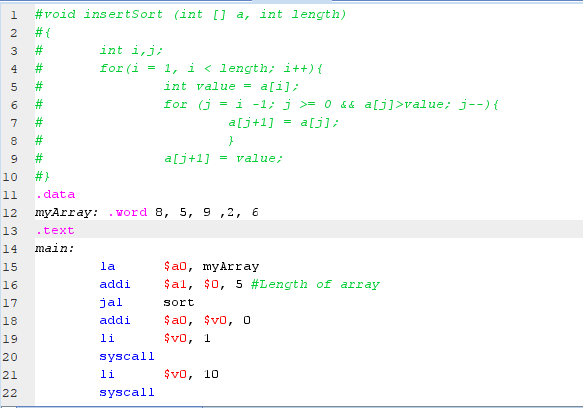 1 #void insertSort (int [] a, int length)
2 #{
3 # int i,j;
4 # for(i = 1, i < length; i++){
5 # int value = a[i];
6 # for (j = i -1; j >= 0 && a[j]>value; j--){
7 # a[j+1] = a[j];
8 # }
9 # a[j+1] = value;
10 #}
11 .data
12 myArray: .word 8, 5, 9 ,2, 6
13 .text
14 main:
15 la $a0, myArray
16 addi $a1, $0, 5 #Length of array
17 jal sort
18 addi $a0, $v0, 0
19 li $v0, 1
20 syscall
21 li $v0, 10
22 syscall